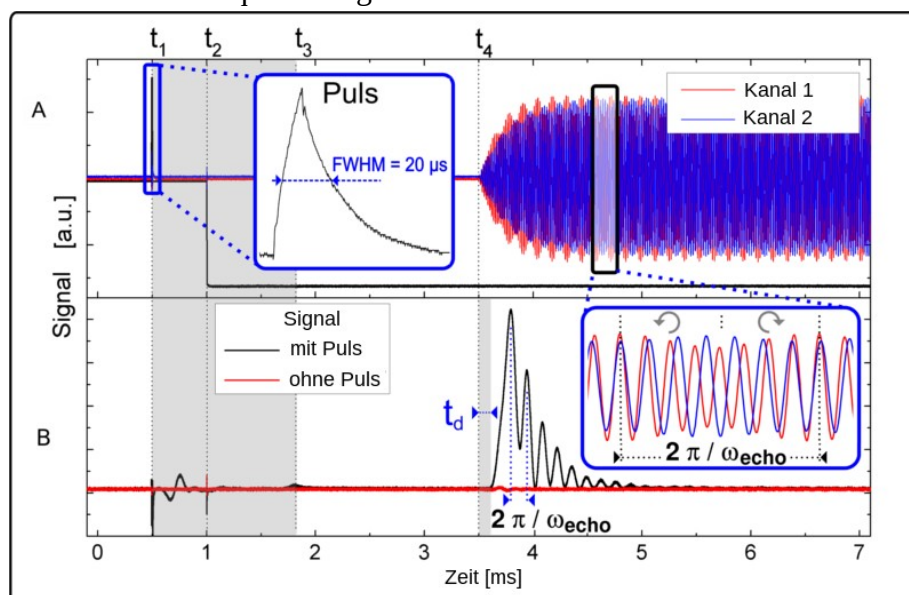 t1 t2 t3 t4
A
Puls
FWHM = 20 µs
Kanal 1
Kanal 2
Signal [a.u.]
Signal
mit Puls
ohne Puls
B
td
2 π / ωecho
2 π / ωecho
0 1 2 3 4 5 6 7
Zeit [ms]